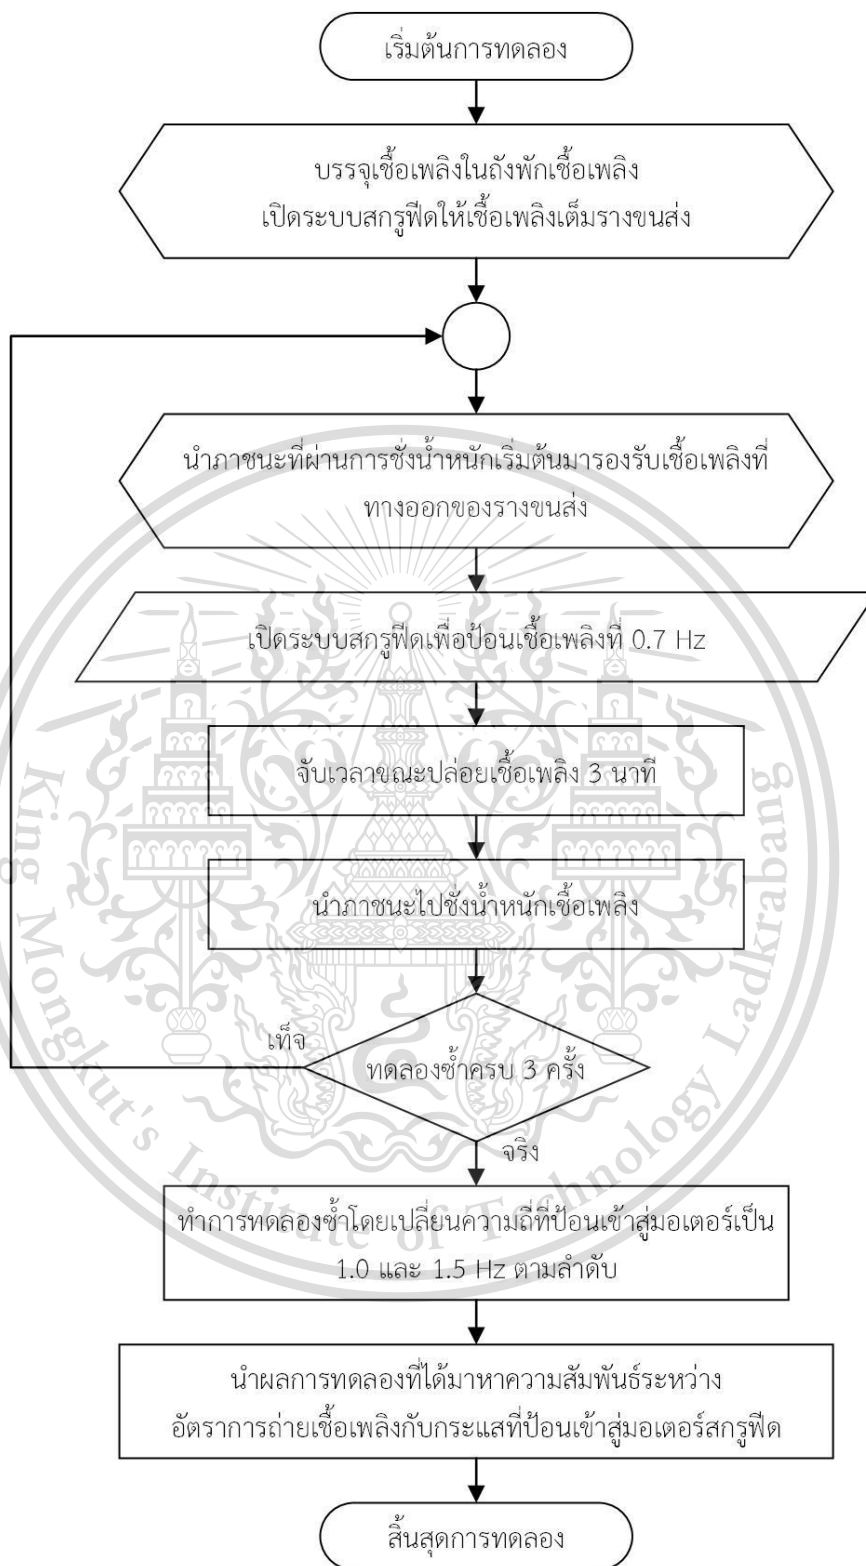 เริ่มต้นการทดลอง
บรรจุเชื้อเพลิงในถังพักเชื้อเพลิง
เปิดระบบสกรูฟีดให้เชื้อเพลิงเต็มรางขนส่ง
นำภาชนะที่ผ่านการชั่งน้ำหนักเริ่มต้นมารองรับเชื้อเพลิงที่
ทางออกของรางขนส่ง
เปิดระบบสกรูฟีดเพื่อป้อนเชื้อเพลิงที่ 0.7 Hz
จับเวลาขณะปล่อยเชื้อเพลิง 3 นาที
นำภาชนะไปชั่งน้ำหนักเชื้อเพลิง
เท็จ
ทดลองซ้ำครบ 3 ครั้ง
จริง
ทำการทดลองซ้ำโดยเปลี่ยนความถี่ที่ป้อนเข้าสู่มอเตอร์เป็น
1.0 และ 1.5 Hz ตามลำดับ
นำผลการทดลองที่ได้มาหาความสัมพันธ์ระหว่าง
อัตราการถ่ายเชื้อเพลิงกับกระแสที่ป้อนเข้าสู่มอเตอร์สกรูฟีด
สิ้นสุดการทดลอง
King Mongkut's Institute of Technology Ladkrabang